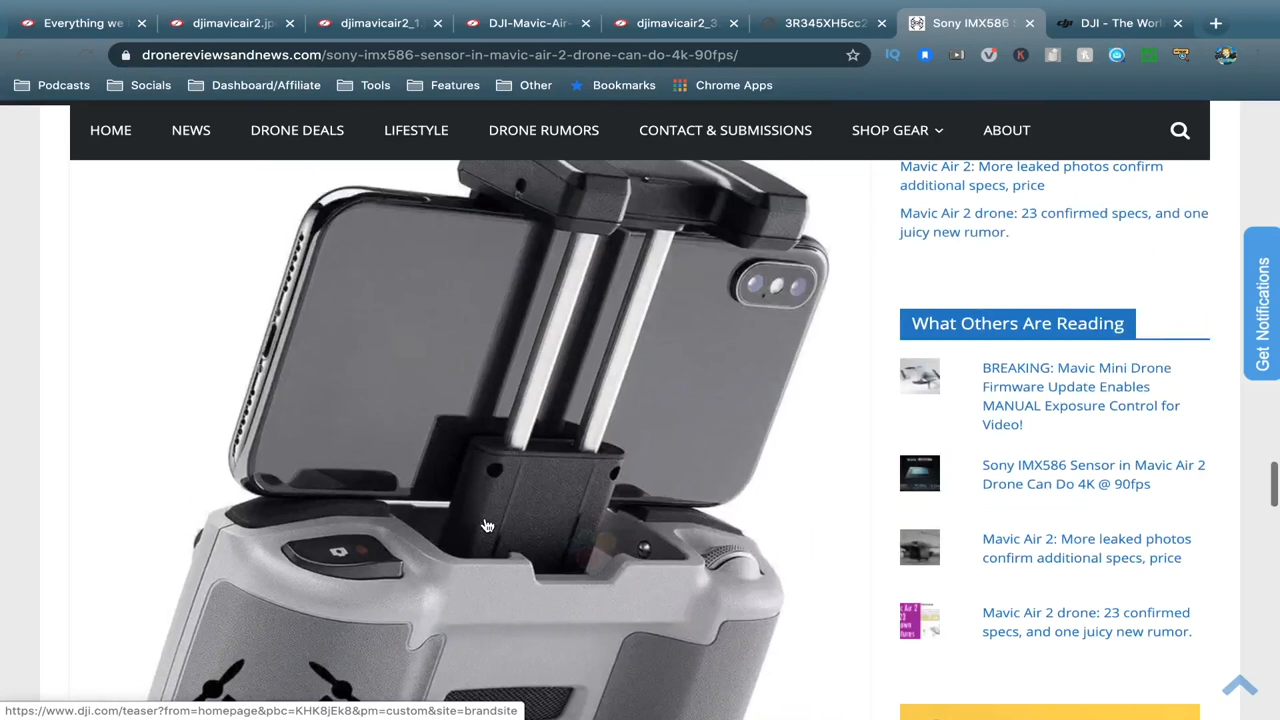 Everything we
djimavicair2.jp
djimavicair2_1
DJI-Mavic-Air-
djimavicair2_3
3R345XH5cc2
Sony IMX586
DJI - The Worl
dronereviewsandnews.com/sony-imx586-sensor-in-mavic-air-2-drone-can-do-4k-90fps/
Podcasts
Socials
Dashboard/Affiliate
Tools
Features
Other
Bookmarks
Chrome Apps
HOME
NEWS
DRONE DEALS
LIFESTYLE
DRONE RUMORS
CONTACT & SUBMISSIONS
SHOP GEAR
ABOUT
Mavic Air 2: More leaked photos confirm
additional specs, price
Mavic Air 2 drone: 23 confirmed specs, and one
juicy new rumor.
What Others Are Reading
BREAKING: Mavic Mini Drone
Firmware Update Enables
MANUAL Exposure Control for
Video!
Sony IMX586 Sensor in Mavic Air 2
Drone Can Do 4K @ 90fps
Mavic Air 2: More leaked photos
confirm additional specs, price
Mavic Air 2 drone: 23 confirmed
specs, and one juicy new rumor.
Get Notifications
https://www.dji.com/teaser?from=homepage&pbc=KHK8jEk8&pm=custom&site=brandsite